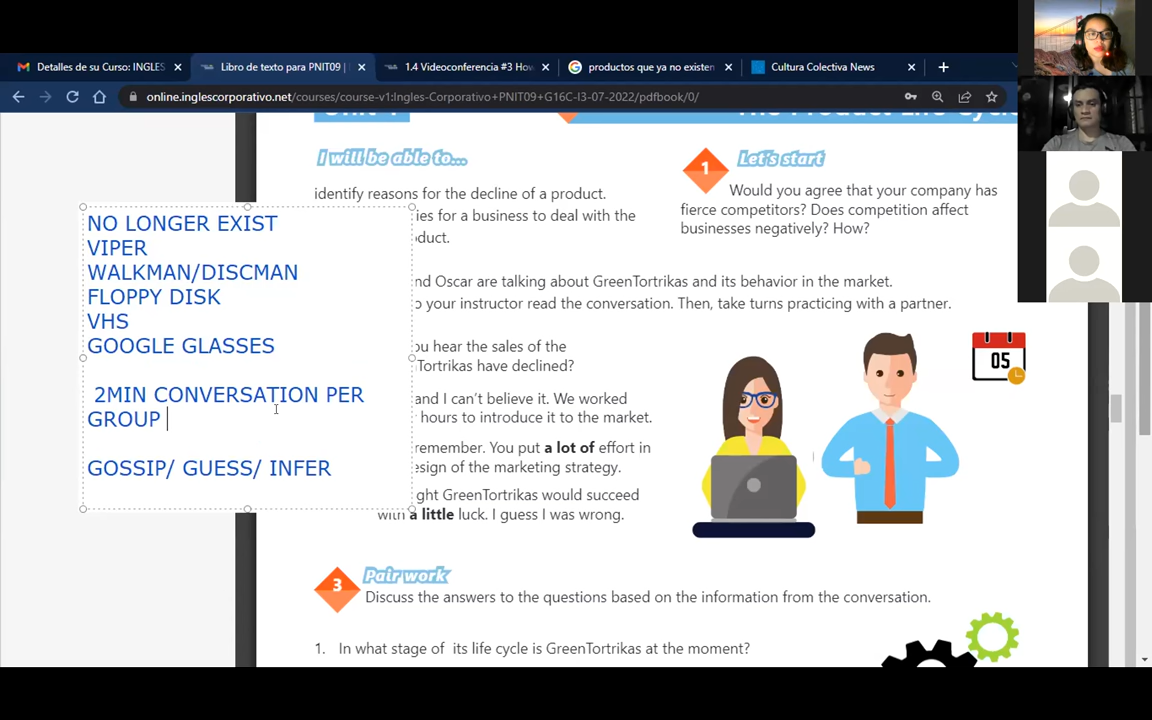 Detalles de su Curso: INGLES
Libro de texto para PNIT09 |
1.4 Videoconferencia #3 How
productos que ya no existen
Cultura Colectiva News
online.inglescorporativo.net/courses/course-v1:Ingles-Corporativo+PNIT09+G16C-I3-07-2022/pdfbook/0/
I will be able to...
identify reasons for the decline of a product.
ies for a business to deal with the
duct.
1
Let's start
Would you agree that your company has
fierce competitors? Does competition affect
businesses negatively? How?
NO LONGER EXIST
VIPER
WALKMAN/DISCMAN
FLOPPY DISK
VHS
GOOGLE GLASSES
2MIN CONVERSATION PER
GROUP
GOSSIP/ GUESS/ INFER
nd Oscar are talking about GreenTortrikas and its behavior in the market.
o your instructor read the conversation. Then, take turns practicing with a partner.
ou hear the sales of the
Tortrikas have declined?
and I can't believe it. We worked
hours to introduce it to the market.
remember. You put a lot of effort in
esign of the marketing strategy.
ght GreenTortrikas would succeed
with a little luck. I guess I was wrong.
05
3
Pair work
Discuss the answers to the questions based on the information from the conversation.
1. In what stage of its life cycle is GreenTortrikas at the moment?